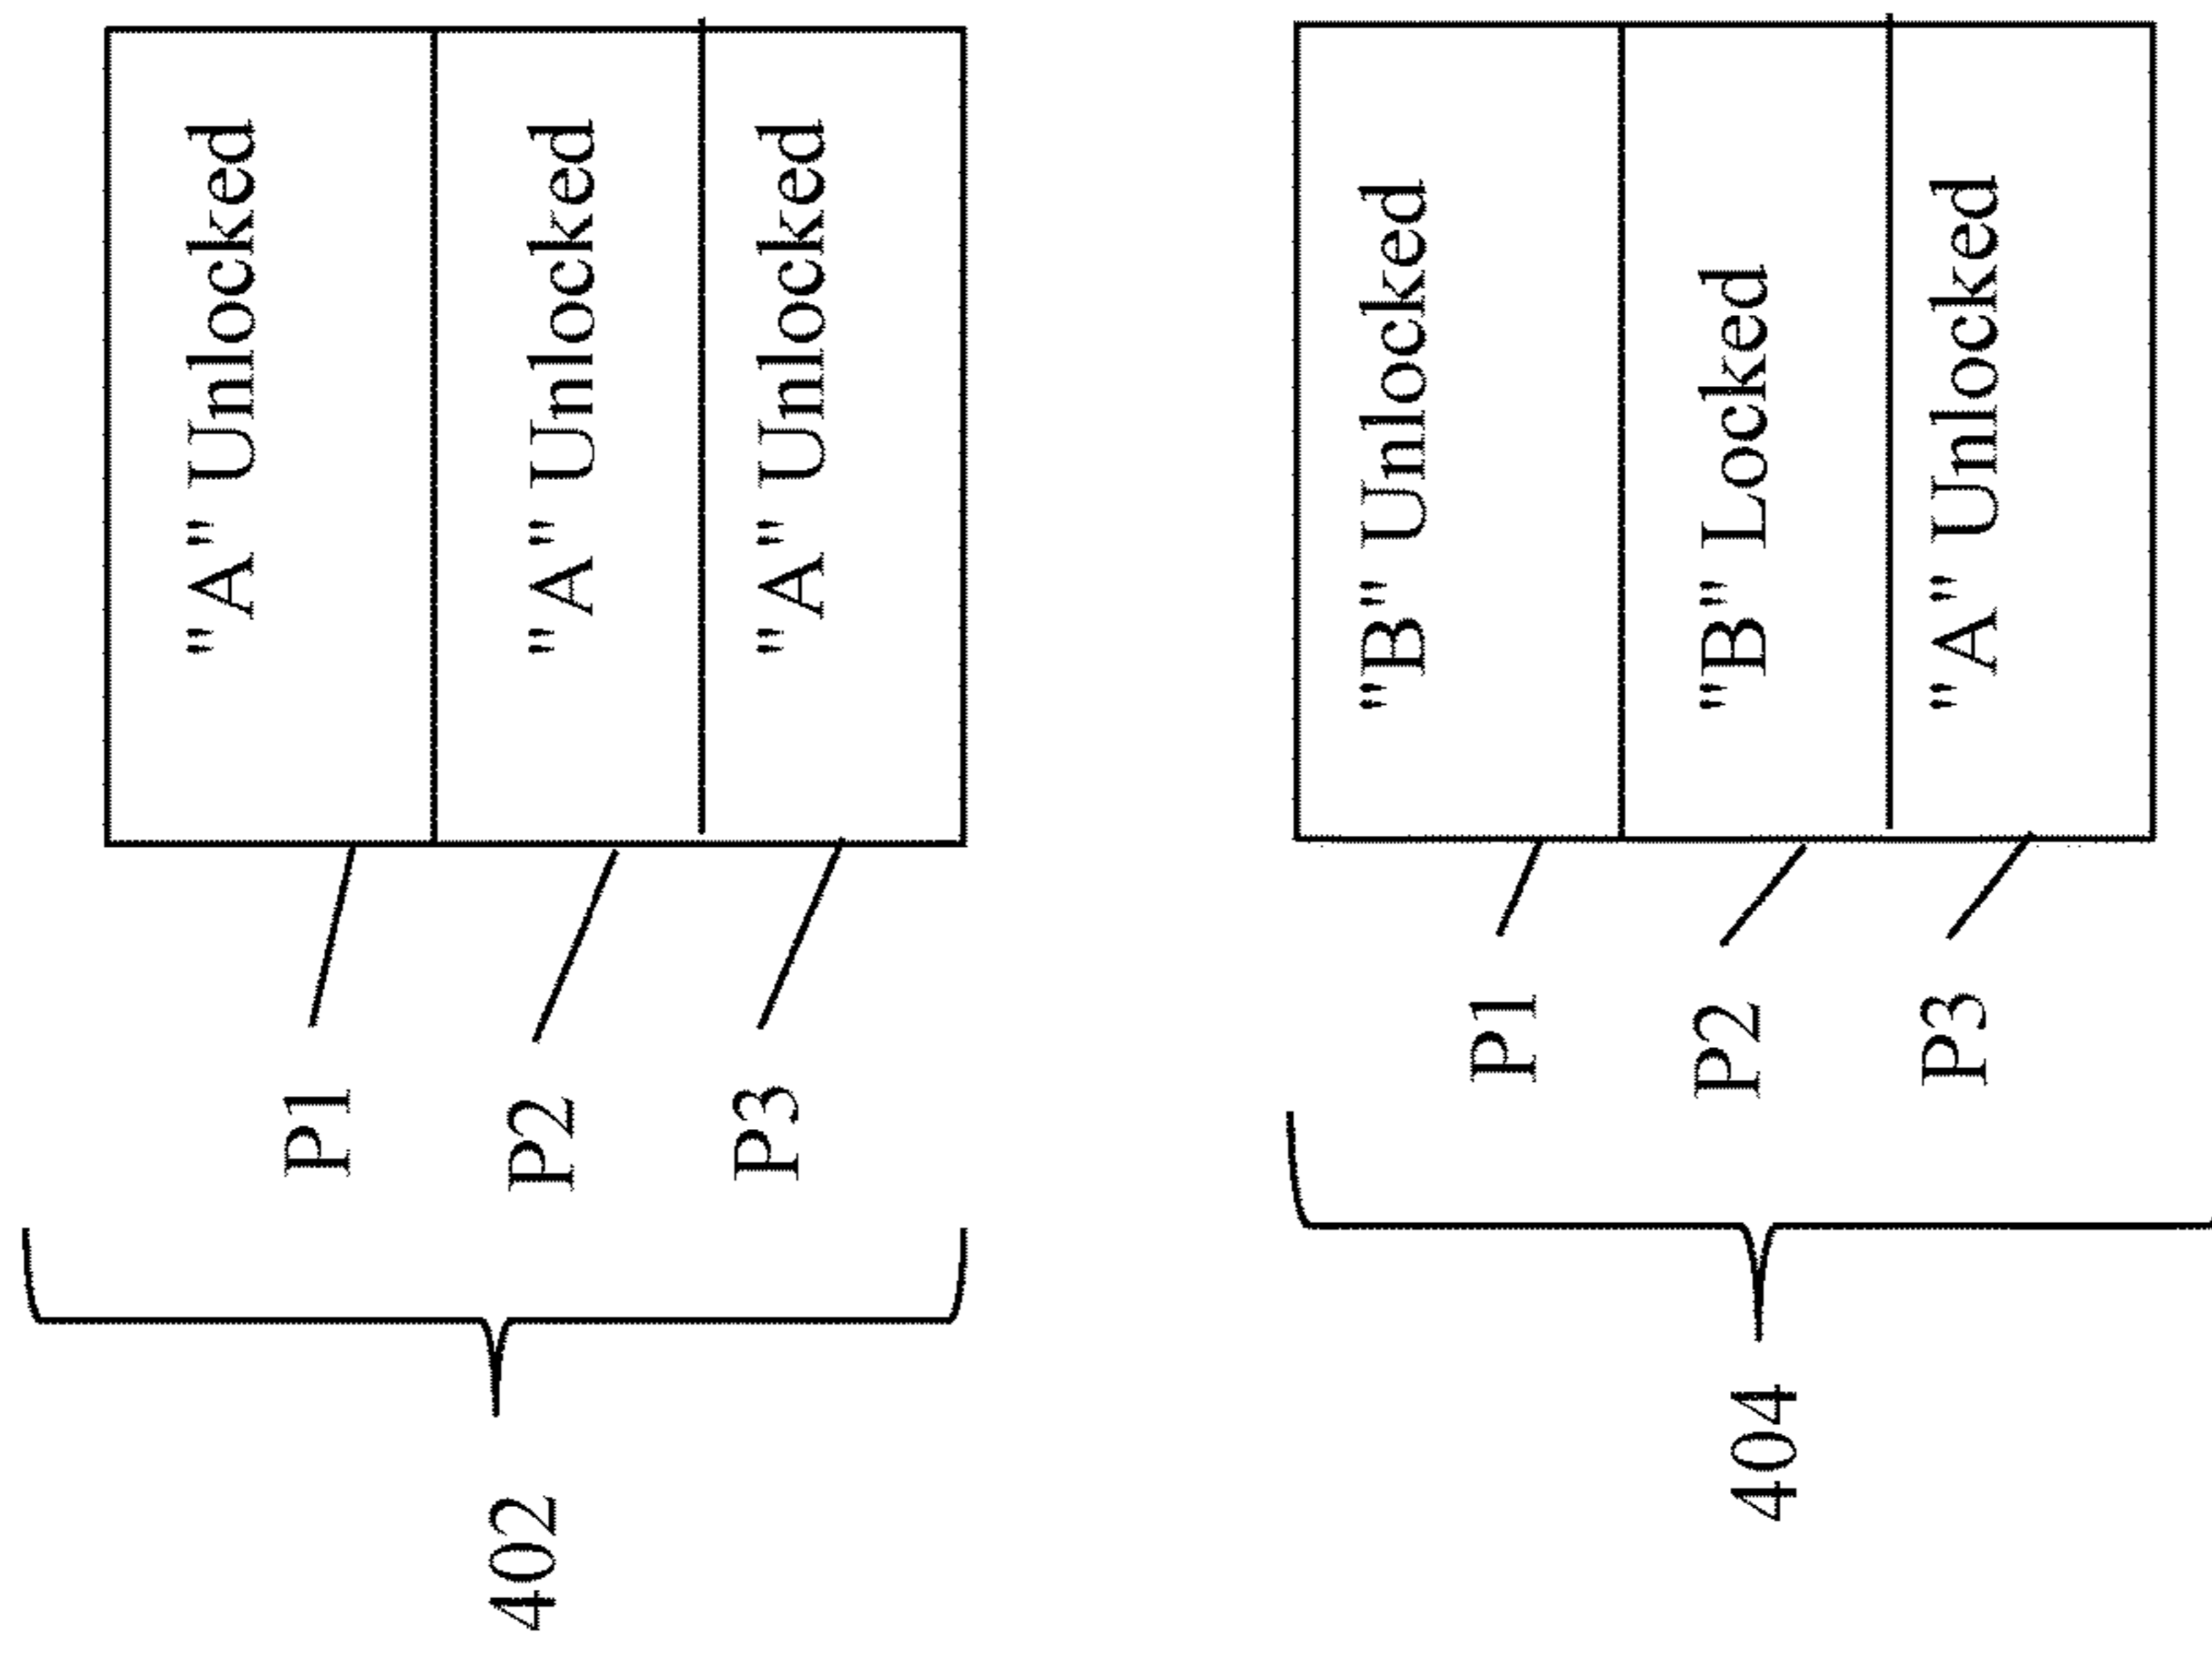 402
P1
"A" Unlocked
P2
"A" Unlocked
P3
"A" Unlocked
404
P1
"B" Unlocked
P2
"B" Locked
P3
"A" Unlocked